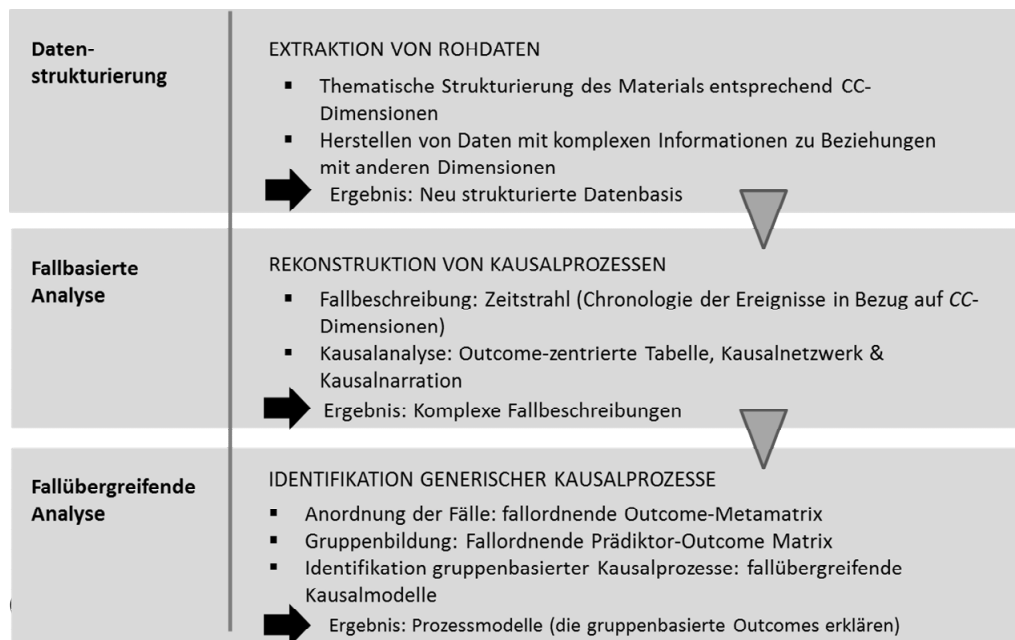 Daten-
strukturierung
EXTRAKTION VON ROHDATEN
▪ Thematische Strukturierung des Materials entsprechend CC-
Dimensionen
▪ Herstellen von Daten mit komplexen Informationen zu Beziehungen
mit anderen Dimensionen
Ergebnis: Neu strukturierte Datenbasis
Fallbasierte
Analyse
REKONSTRUKTION VON KAUSALPROZESSEN
▪ Fallbeschreibung: Zeitstrahl (Chronologie der Ereignisse in Bezug auf CC-
Dimensionen)
▪ Kausalanalyse: Outcome-zentrierte Tabelle, Kausalnetzwerk &
Kausalnarration
Ergebnis: Komplexe Fallbeschreibungen
Fallübergreifende
Analyse
IDENTIFIKATION GENERISCHER KAUSALPROZESSE
▪ Anordnung der Fälle: fallordnende Outcome-Metamatrix
▪ Gruppenbildung: Fallordnende Prädiktor-Outcome Matrix
▪ Identifikation gruppenbasierter Kausalprozesse: fallübergreifende
Kausalmodelle
Ergebnis: Prozessmodelle (die gruppenbasierte Outcomes erklären)